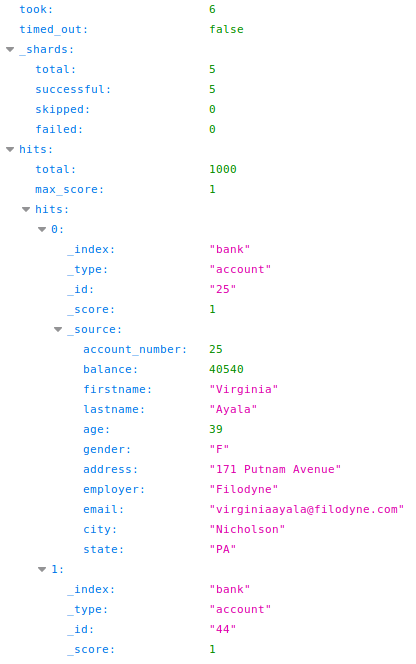 took: 6
timed_out: false
_shards:
total: 5
successful: 5
skipped: 0
failed: 0
hits:
total: 1000
max_score: 1
hits:
0:
_index: "bank"
_type: "account"
_id: "25"
_score: 1
_source:
account_number: 25
balance: 40540
firstname: "Virginia"
lastname: "Ayala"
age: 39
gender: "F"
address: "171 Putnam Avenue"
employer: "Filodyne"
email: "virginiaayala@filodyne.com"
city: "Nicholson"
state: "PA"
1:
_index: "bank"
_type: "account"
_id: "44"
_score: 1